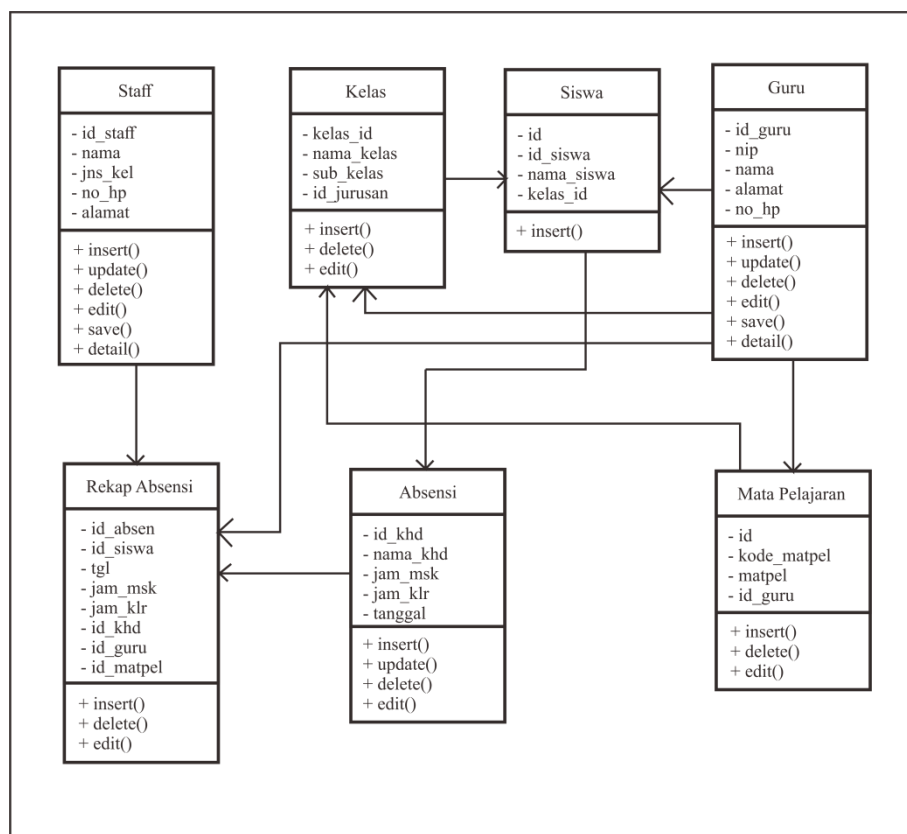 Staff
- id_staff
- nama
- jns_kel
- no_hp
- alamat
+ insert()
+ update()
+ delete()
+ edit()
+ save()
+ detail()
Kelas
- kelas_id
- nama_kelas
- sub_kelas
- id_jurusan
+ insert()
+ delete()
+ edit()
Siswa
- id
- id_siswa
- nama_siswa
- kelas_id
+ insert()
Guru
- id_guru
- nip
- nama
- alamat
- no_hp
+ insert()
+ update()
+ delete()
+ edit()
+ save()
+ detail()
Rekap Absensi
- id_absen
- id_siswa
- tgl
- jam_msk
- jam_klr
- id_khd
- id_guru
- id_matpel
+ insert()
+ delete()
+ edit()
Absensi
- id_khd
- nama_khd
- jam_msk
- jam_klr
- tanggal
+ insert()
+ update()
+ delete()
+ edit()
Mata Pelajaran
- id
- kode_matpel
- matpel
- id_guru
+ insert()
+ delete()
+ edit()